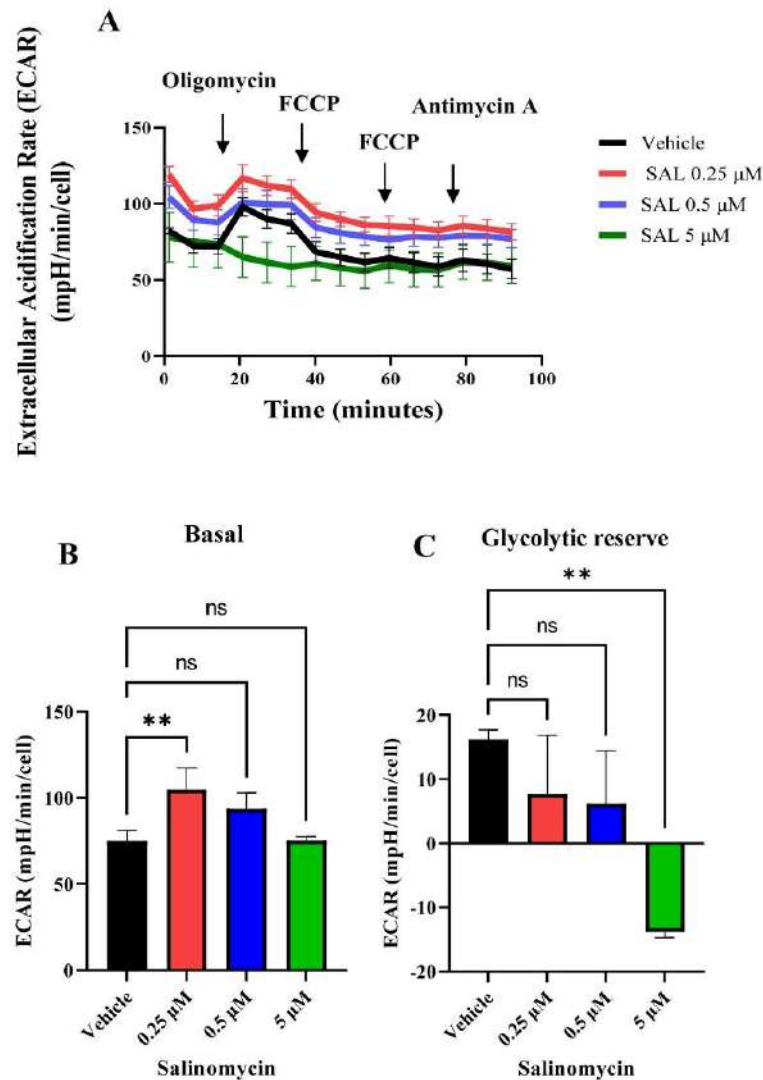 A
Extracellular Acidification Rate (ECAR)
(mpH/min/cell)
Oligomycin
FCCP
FCCP
Antimycin A
150
100
50
0
0
20
40
60
80
100
Time (minutes)
Vehicle
SAL 0.25 µM
SAL 0.5 µM
SAL 5 µM
B
Basal
ns
ns
**
150
100
50
0
ECAR (mpH/min/cell)
Vehicle
0.25 µM
0.5 µM
5 µM
Salinomycin
C
Glycolytic reserve
**
ns
ns
20
10
0
-10
-20
ECAR (mpH/min/cell)
Vehicle
0.25 µM
0.5 µM
5 µM
Salinomycin